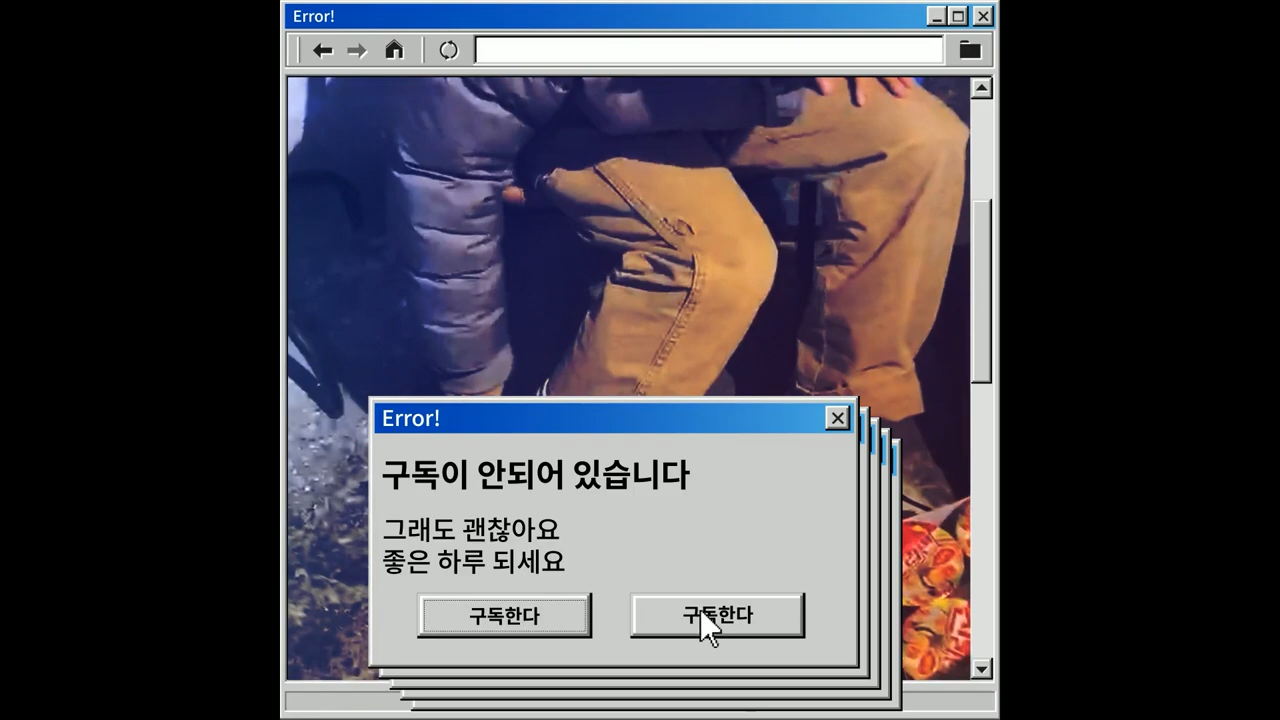 Error!
Error!
구독이 안되어 있습니다
그래도 괜찮아요
좋은 하루 되세요
구독한다
구독한다